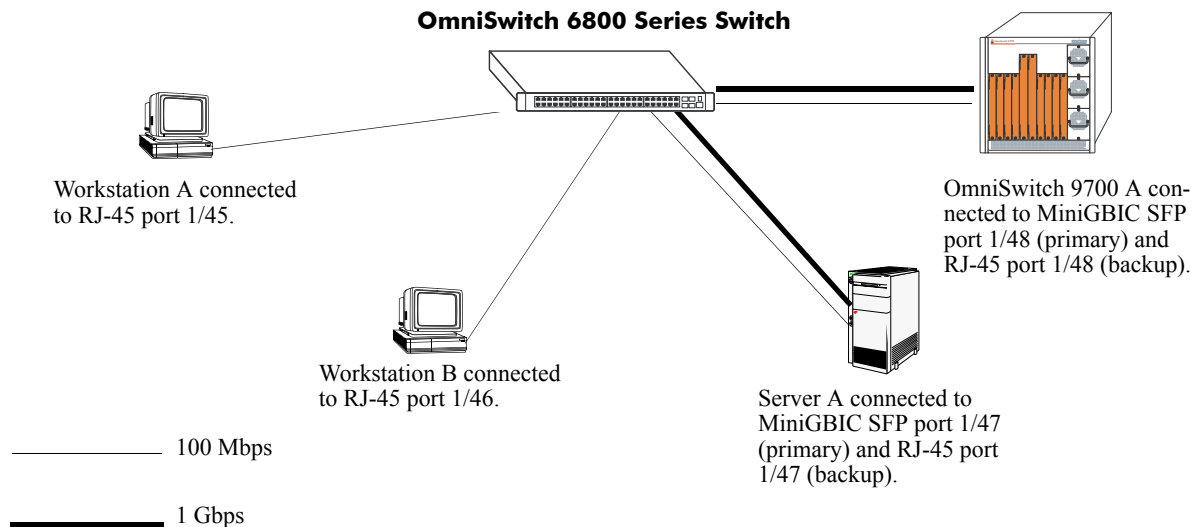 OmniSwitch 6800 Series Switch
Workstation A connected
to RJ-45 port 1/45.
OmniSwitch 9700 A con-
nected to MiniGBIC SFP
port 1/48 (primary) and
RJ-45 port 1/48 (backup).
Workstation B connected
to RJ-45 port 1/46.
Server A connected to
MiniGBIC SFP port 1/47
(primary) and RJ-45 port
1/47 (backup).
100 Mbps
1 Gbps